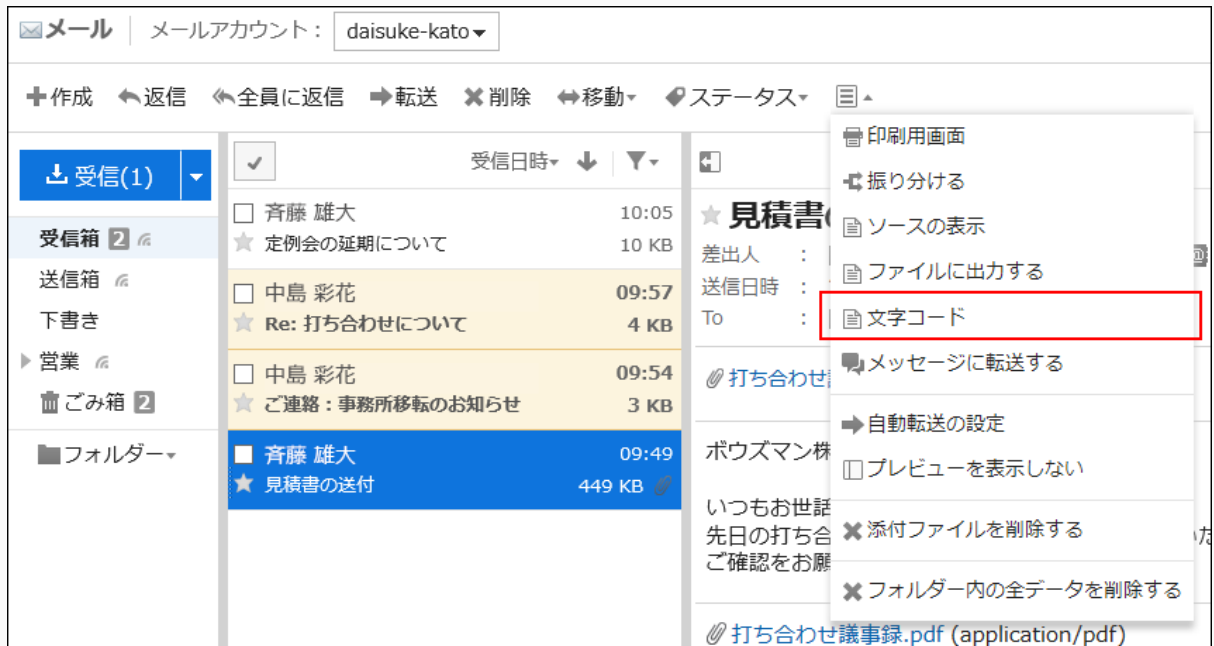 メール メールアカウント： daisuke-kato
作成 返信 全員に返信 転送 削除 移動 ステータス
受信(1)
受信箱 2
送信箱
下書き
営業
ごみ箱 2
フォルダー
受信日時
斉藤 雄大 10:05
定例会の延期について 10 KB
中島 彩花 09:57
Re: 打ち合わせについて 4 KB
中島 彩花 09:54
ご連絡：事務所移転のお知らせ 3 KB
斉藤 雄大 09:49
見積書の送付 449 KB
見積書
差出人 ：
送信日時 ：
To ：
打ち合わせ
ボウズマン株
いつもお世話
先日の打ち合
ご確認をお願
打ち合わせ議事録.pdf (application/pdf)
印刷用画面
振り分ける
ソースの表示
ファイルに出力する
文字コード
メッセージに転送する
自動転送の設定
プレビューを表示しない
添付ファイルを削除する
フォルダー内の全データを削除する